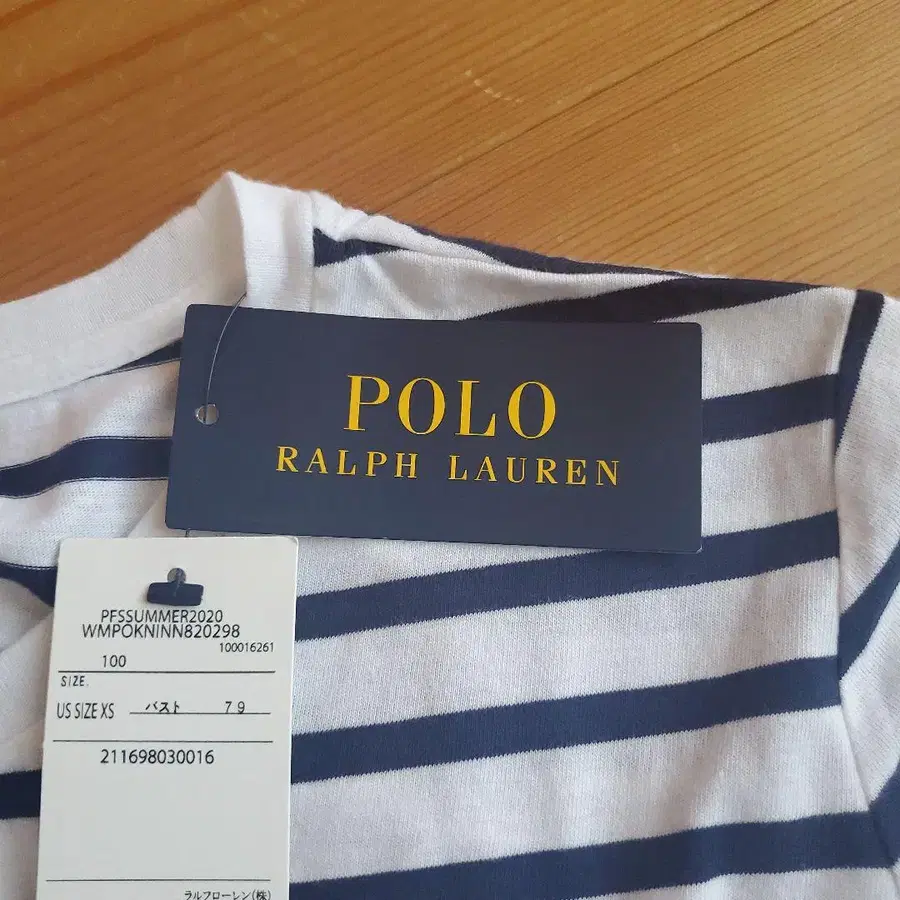 POLO
RALPH LAUREN
PFSSUMMER2020
WMPOKNINN820298
100016261
100
SIZE.
US SIZE XS バスト 79
211698030016
ラルフローレン(株)